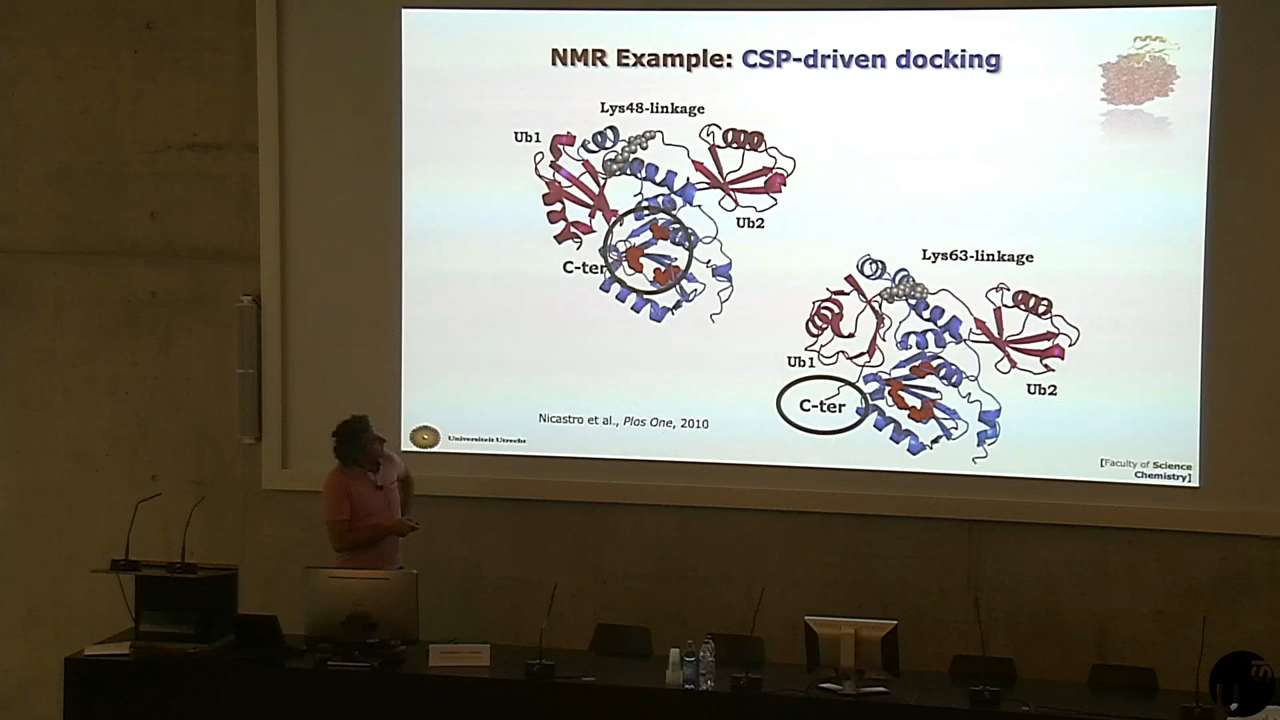 NMR Example: CSP-driven docking
Lys48-linkage
Ub1
Ub2
C-ter
Lys63-linkage
Ub1
Ub2
C-ter
Nicastro et al., Plos One, 2010
Universiteit Utrecht
[Faculty of Science
Chemistry]